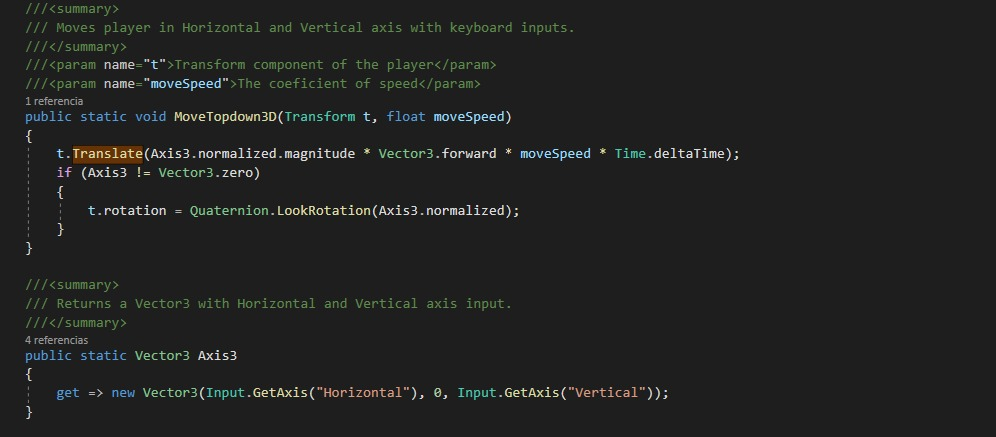 ///<summary>
/// Moves player in Horizontal and Vertical axis with keyboard inputs.
///</summary>
///<param name="t">Transform component of the player</param>
///<param name="moveSpeed">The coeficient of speed</param>
1 referencia
public static void MoveTopdown3D(Transform t, float moveSpeed)
{
t.Translate(Axis3.normalized.magnitude * Vector3.forward * moveSpeed * Time.deltaTime);
if (Axis3 != Vector3.zero)
{
t.rotation = Quaternion.LookRotation(Axis3.normalized);
}
}
///<summary>
/// Returns a Vector3 with Horizontal and Vertical axis input.
///</summary>
4 referencias
public static Vector3 Axis3
{
get => new Vector3(Input.GetAxis("Horizontal"), 0, Input.GetAxis("Vertical"));
}